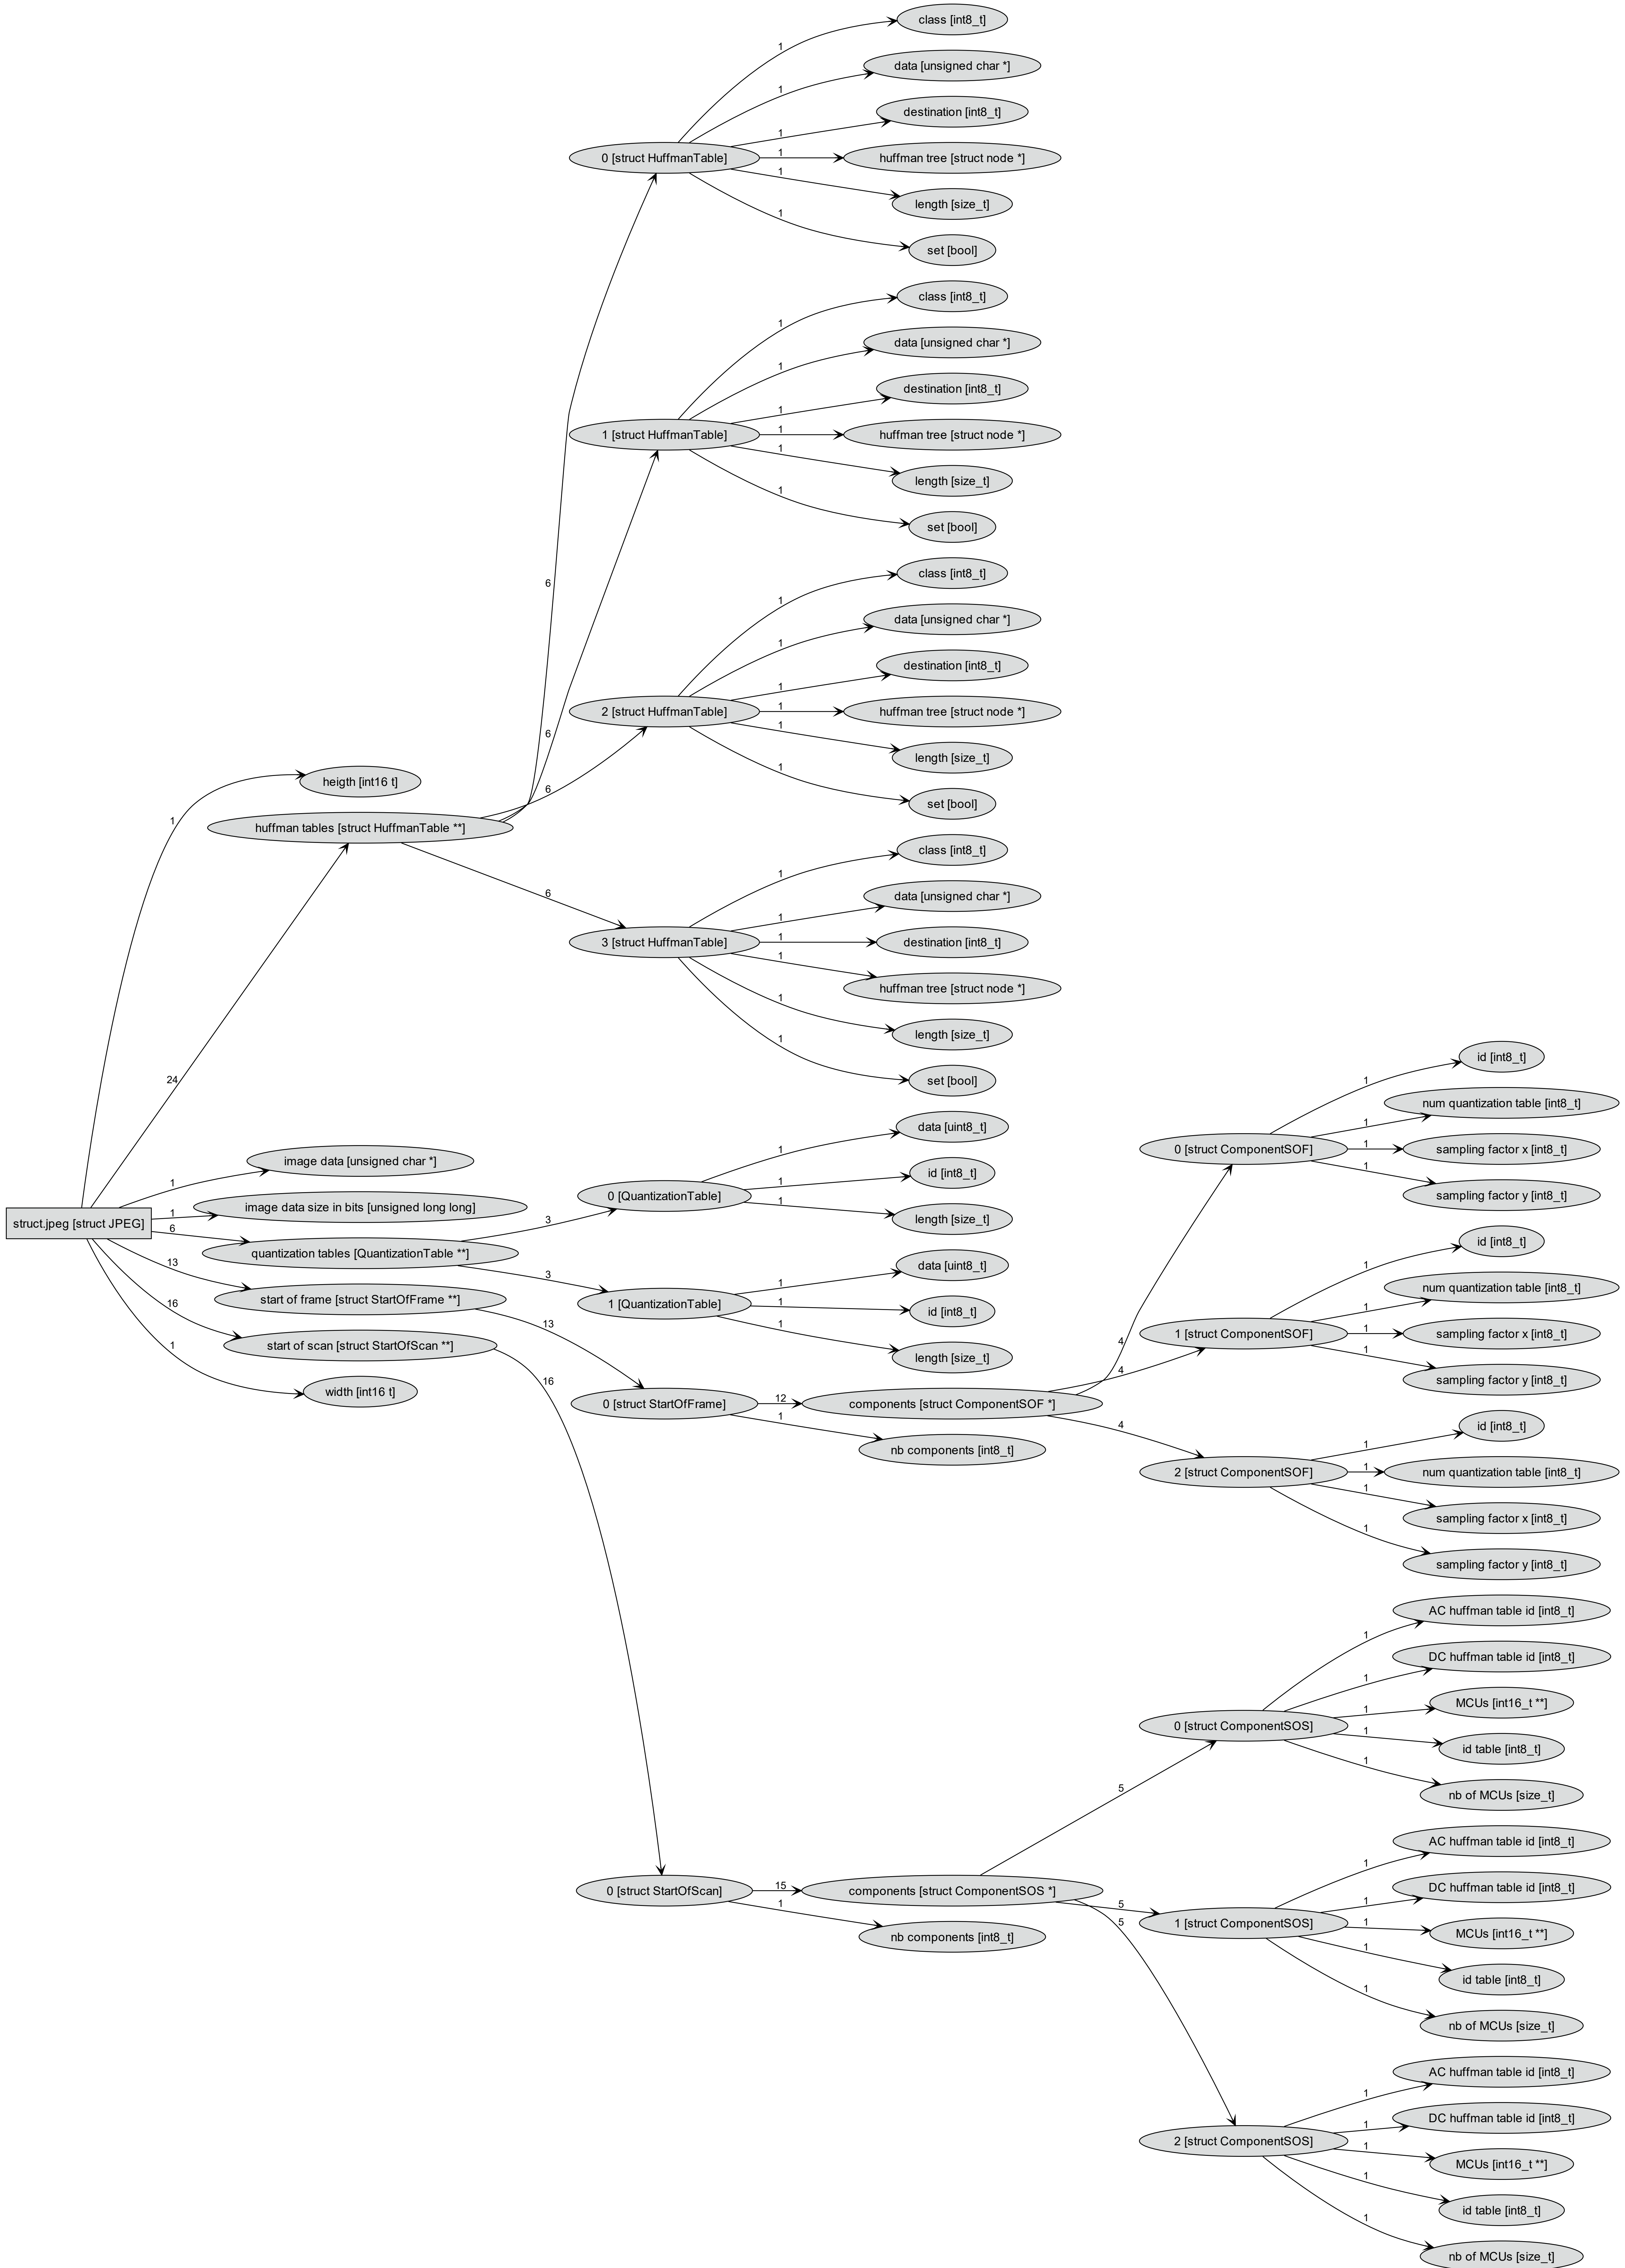 class [int8_t]
1
data [unsigned char *]
1
destination [int8_t]
1
0 [struct HuffmanTable]
1
huffman tree [struct node *]
1
length [size_t]
1
set [bool]
class [int8_t]
1
data [unsigned char *]
1
destination [int8_t]
1
1 [struct HuffmanTable]
1
huffman tree [struct node *]
1
length [size_t]
1
set [bool]
6
class [int8_t]
1
data [unsigned char *]
1
destination [int8_t]
1
2 [struct HuffmanTable]
1
huffman tree [struct node *]
6
1
length [size_t]
1
set [bool]
heigth [int16 t]
6
1
huffman tables [struct HuffmanTable **]
class [int8_t]
1
6
data [unsigned char *]
1
3 [struct HuffmanTable]
1
destination [int8_t]
1
huffman tree [struct node *]
1
length [size_t]
1
set [bool]
24
id [int8_t]
1
num quantization table [int8_t]
1
0 [struct ComponentSOF]
1
sampling factor x [int8_t]
1
sampling factor y [int8_t]
data [uint8_t]
1
image data [unsigned char *]
1
id [int8_t]
0 [QuantizationTable]
1
1
length [size_t]
image data size in bits [unsigned long long]
1
struct.jpeg [struct JPEG]
3
6
quantization tables [QuantizationTable **]
id [int8_t]
1
data [uint8_t]
1
3
num quantization table [int8_t]
1
13
start of frame [struct StartOfFrame **]
1 [QuantizationTable]
1
id [int8_t]
16
13
1
length [size_t]
4
1 [struct ComponentSOF]
1
sampling factor x [int8_t]
1
sampling factor y [int8_t]
start of scan [struct StartOfScan **]
1
4
width [int16 t]
16
0 [struct StartOfFrame]
12
components [struct ComponentSOF *]
1
nb components [int8_t]
4
id [int8_t]
1
2 [struct ComponentSOF]
1
num quantization table [int8_t]
1
sampling factor x [int8_t]
1
sampling factor y [int8_t]
AC huffman table id [int8_t]
1
DC huffman table id [int8_t]
1
MCUs [int16_t **]
0 [struct ComponentSOS]
1
1
id table [int8_t]
1
nb of MCUs [size_t]
5
AC huffman table id [int8_t]
1
DC huffman table id [int8_t]
0 [struct StartOfScan]
15
components [struct ComponentSOS *]
1
nb components [int8_t]
5
5
1 [struct ComponentSOS]
1
1
MCUs [int16_t **]
1
id table [int8_t]
1
nb of MCUs [size_t]
AC huffman table id [int8_t]
1
DC huffman table id [int8_t]
1
2 [struct ComponentSOS]
1
MCUs [int16_t **]
1
id table [int8_t]
1
nb of MCUs [size_t]